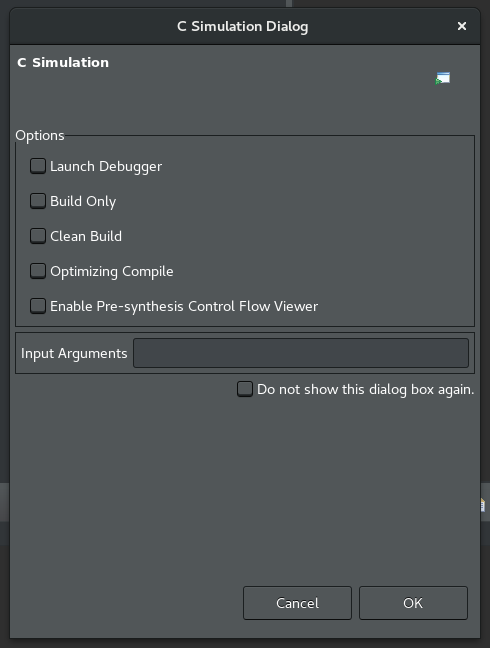 C Simulation Dialog
C Simulation
Options
Launch Debugger
Build Only
Clean Build
Optimizing Compile
Enable Pre-synthesis Control Flow Viewer
Input Arguments
Do not show this dialog box again.
Cancel
OK